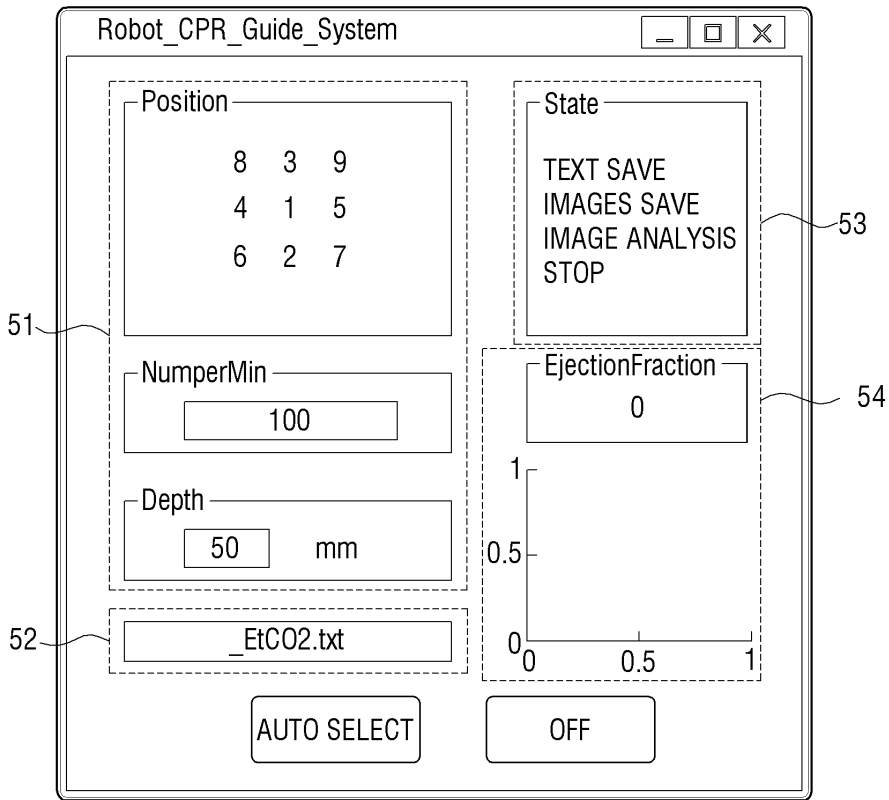 Robot_CPR_Guide_System
Position
8 3 9
4 1 5
6 2 7
51
NumperMin
100
Depth
50 mm
52
_EtCO2.txt
State
TEXT SAVE
IMAGES SAVE
IMAGE ANALYSIS
STOP
53
EjectionFraction
0
54
1
0.5
0
0 0.5 1
AUTO SELECT
OFF